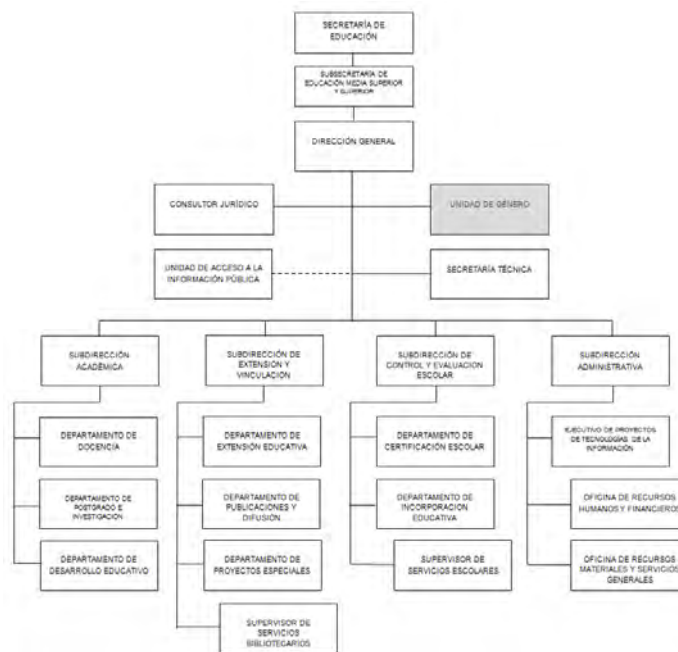 SECRETARÍA DE
EDUCACIÓN
SUBSECRETARÍA DE
EDUCACIÓN MEDIA SUPERIOR
Y SUPERIOR
DIRECCIÓN GENERAL
CONSULTOR JURÍDICO
UNIDAD DE GÉNERO
UNIDAD DE ACCESO A LA
INFORMACIÓN PÚBLICA
SECRETARÍA TÉCNICA
SUBDIRECCIÓN
ACADÉMICA
SUBDIRECCIÓN DE
EXTENSIÓN Y
VINCULACIÓN
SUBDIRECCIÓN DE
CONTROL Y EVALUACIÓN
ESCOLAR
SUBDIRECCIÓN
ADMINISTRATIVA
DEPARTAMENTO DE
DOCENCÍA
DEPARTAMENTO DE
EXTENSIÓN EDUCATIVA
DEPARTAMENTO DE
CERTIFICACIÓN ESCOLAR
EJECUTIVO DE PROYECTOS
DE TECNOLOGÍAS DE LA
INFORMACIÓN
DEPARTAMENTO DE
POSTGRADO E
INVESTIGACIÓN
DEPARTAMENTO DE
PUBLICACIONES Y
DIFUSIÓN
DEPARTAMENTO DE
INCORPORACION
EDUCATIVA
OFICINA DE RECURSOS
HUMANOS Y FINANCIEROS
DEPARTAMENTO DE
DESARROLLO EDUCATIVO
DEPARTAMENTO DE
PROYECTOS ESPECIALES
SUPERVISOR DE
SERVICIOS ESCOLARES
OFICINA DE RECURSOS
MATERIALES Y SERVICIOS
GENERALES
SUPERVISOR DE
SERVICIOS
BIBLIOTECARIOS